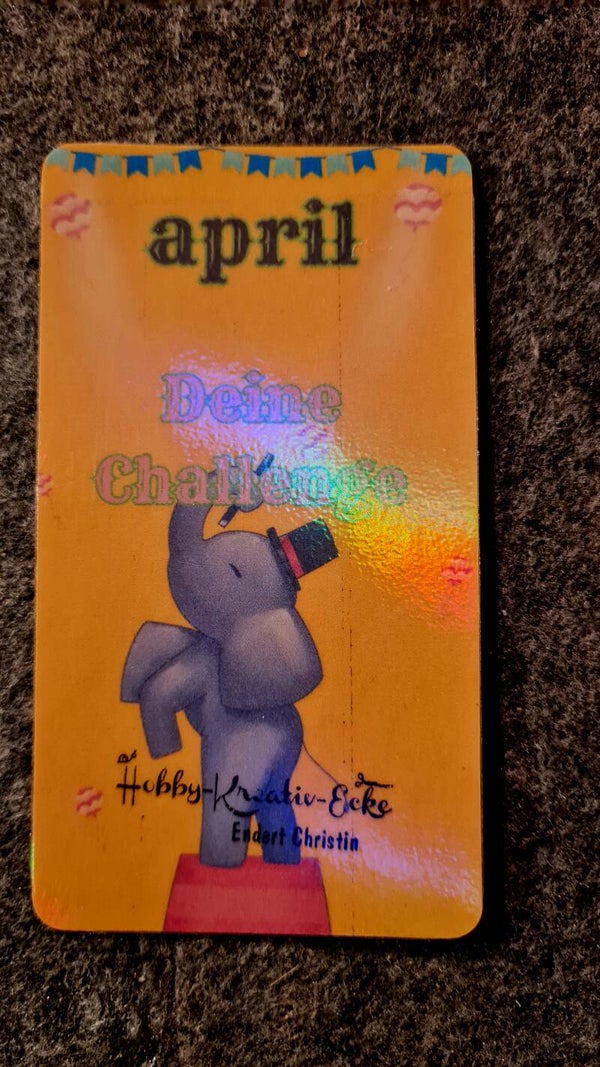 april
Deine
Challenge
Hobby-Kreativ-Ecke
Endert Christin